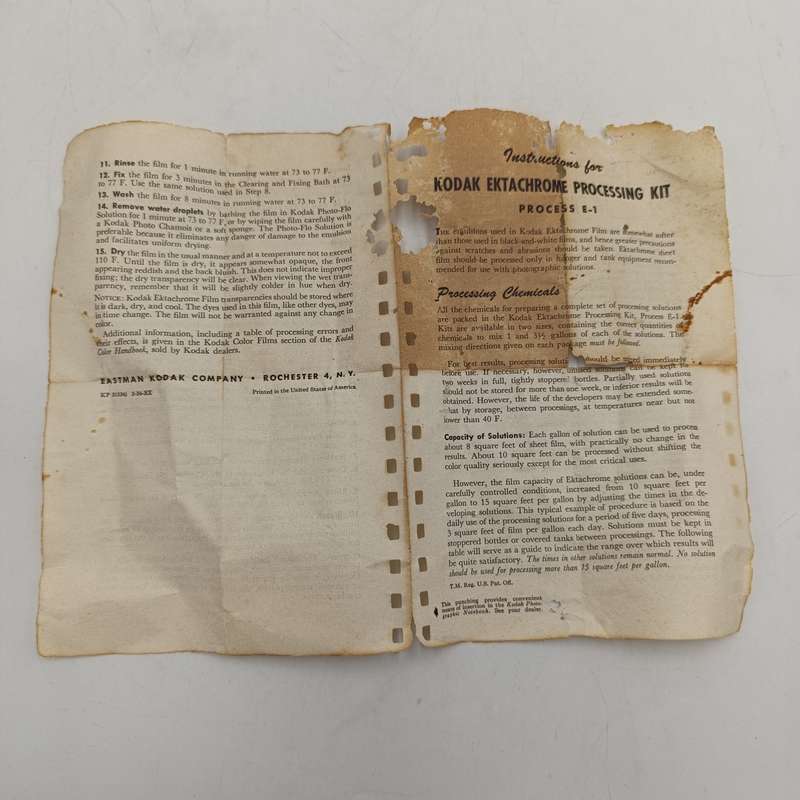 11. Rinse the film for 1 minute in running water at 73 to 77 F.
12. Fix the film for 3 minutes in the Clearing and Fixing Bath at 73
to 77 F. Use the same solution used in Step 8.
13. Wash the film for 8 minutes in running water at 73 to 77 F.
14. Remove water droplets by bathing the film in Kodak Photo-Flo
Solution for 1 minute at 73 to 77 F, or by wiping the film carefully with
a Kodak Photo Chamois or a soft sponge. The Photo-Flo Solution is
preferable because it eliminates any danger of damage to the emulsion
and facilitates uniform drying.
15. Dry the film in the usual manner and at a temperature not to exceed
110 F. Until the film is dry, it appears somewhat opaque, the front
appearing reddish and the back bluish. This does not indicate improper
fixing; the dry transparency will be clear. When viewing the wet trans-
parency, remember that it will be slightly colder in hue when dry.
NOTICE: Kodak Ektachrome Film transparencies should be stored where
it is dark, dry, and cool. The dyes used in this film, like other dyes, may
in time change. The film will not be warranted against any change in
color.
Additional information, including a table of processing errors and
their effects, is given in the Kodak Color Films section of the Kodak
Color Handbook, sold by Kodak dealers.
EASTMAN KODAK COMPANY • ROCHESTER 4, N. Y.
Printed in the United States of America
Instructions for
KODAK EKTACHROME PROCESSING KIT
PROCESS E-1
The emulsions used in Kodak Ektachrome Film are somewhat softer
than those used in black-and-white films, and hence greater precautions
against scratches and abrasions should be taken. Ektachrome sheet
film should be processed only in hanger and tank equipment recom-
mended for use with photographic solutions.
Processing Chemicals
All the chemicals for preparing a complete set of processing solutions
are packed in the Kodak Ektachrome Processing Kit, Process E-1.
Kits are available in two sizes, containing the correct quantities of
chemicals to mix 1 and 3½ gallons of each of the solutions. The
mixing directions given on each package must be followed.
For best results, processing should be used immediately
before use. If necessary, however, unused solutions can be kept for
two weeks in full, tightly stoppered bottles. Partially used solutions
should not be stored for more than one week, or inferior results will be
obtained. However, the life of the developers may be extended some-
what by storage, between processings, at temperatures near but not
lower than 40 F.
Capacity of Solutions: Each gallon of solution can be used to process
about 8 square feet of film, with practically no change in the
results. About 10 square feet can be processed without shifting the
color quality seriously except for the most critical uses.
However, the film capacity of Ektachrome solutions can be, under
carefully controlled conditions, increased from 10 square feet per
gallon to 15 square feet per gallon by adjusting the times in the de-
veloping solutions. This typical example of procedure is based on the
daily use of the processing solutions for a period of five days, processing
3 square feet of film per gallon each day. Solutions must be kept in
stoppered bottles or covered tanks between processings. The following
table will serve as a guide to indicate the range over which results will
be quite satisfactory. The times in other solutions remain normal. No solution
should be used for processing more than 15 square feet per gallon.
T.M. Reg. U.S. Pat. Off.
This punching provides convenient
means of insertion in the Kodak Photo-
graphic Notebook. See your dealer.